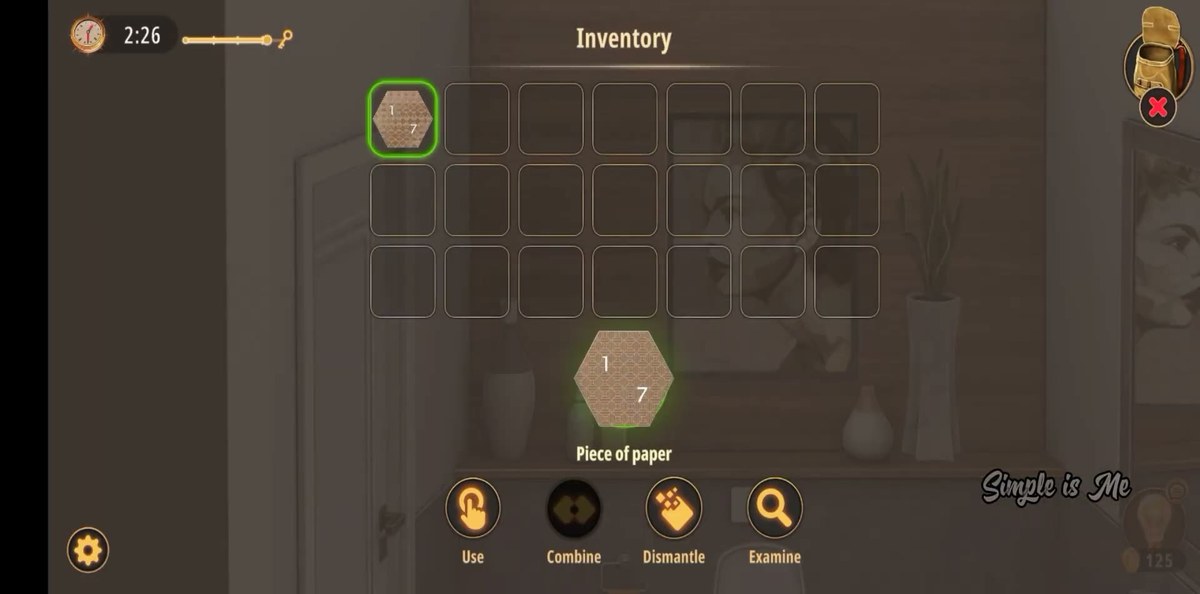 2:26
Inventory
1
7
1
7
Piece of paper
Simple is Me
Use
Combine
Dismantle
Examine
125